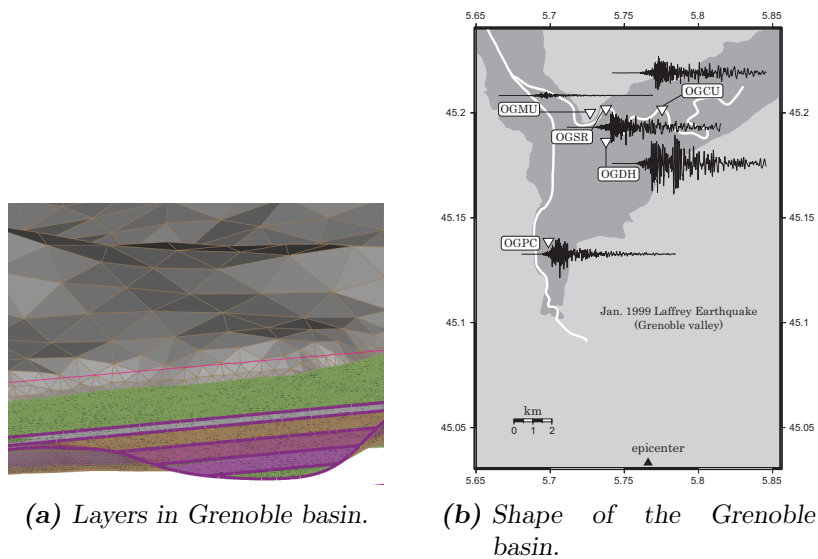 5.65 5.7 5.75 5.8 5.85
OGCU
OGMU
45.2 45.2
OGSR
OGDH
45.15 45.15
OGPC
Jan. 1999 Laffrey Earthquake
(Grenoble valley)
45.1 45.1
km
0 1 2
45.05 45.05
epicenter
5.65 5.7 5.75 5.8 5.85
(a) Layers in Grenoble basin.
(b) Shape of the Grenoble
basin.